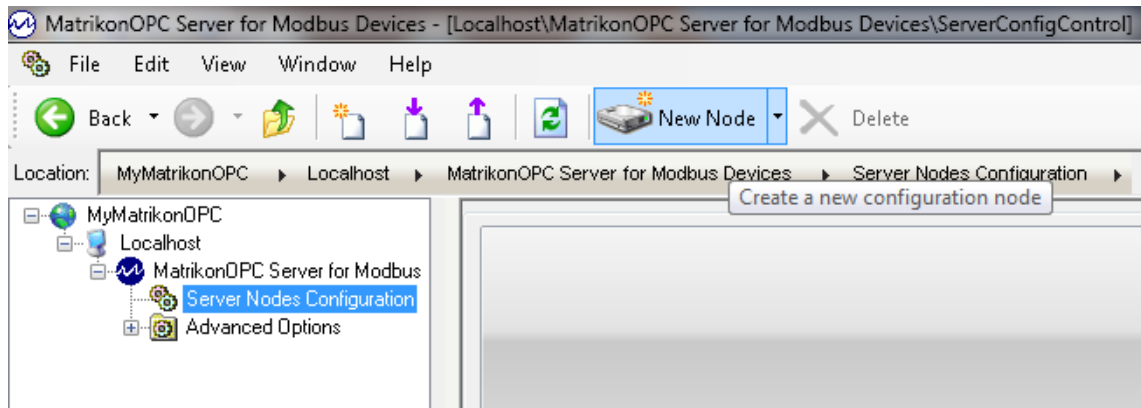 MatrikonOPC Server for Modbus Devices - [Localhost\MatrikonOPC Server for Modbus Devices\ServerConfigControl]
File Edit View Window Help
Back New Node Delete
Location: MyMatrikonOPC Localhost MatrikonOPC Server for Modbus Devices Server Nodes Configuration
Create a new configuration node
MyMatrikonOPC
Localhost
MatrikonOPC Server for Modbus
Server Nodes Configuration
Advanced Options